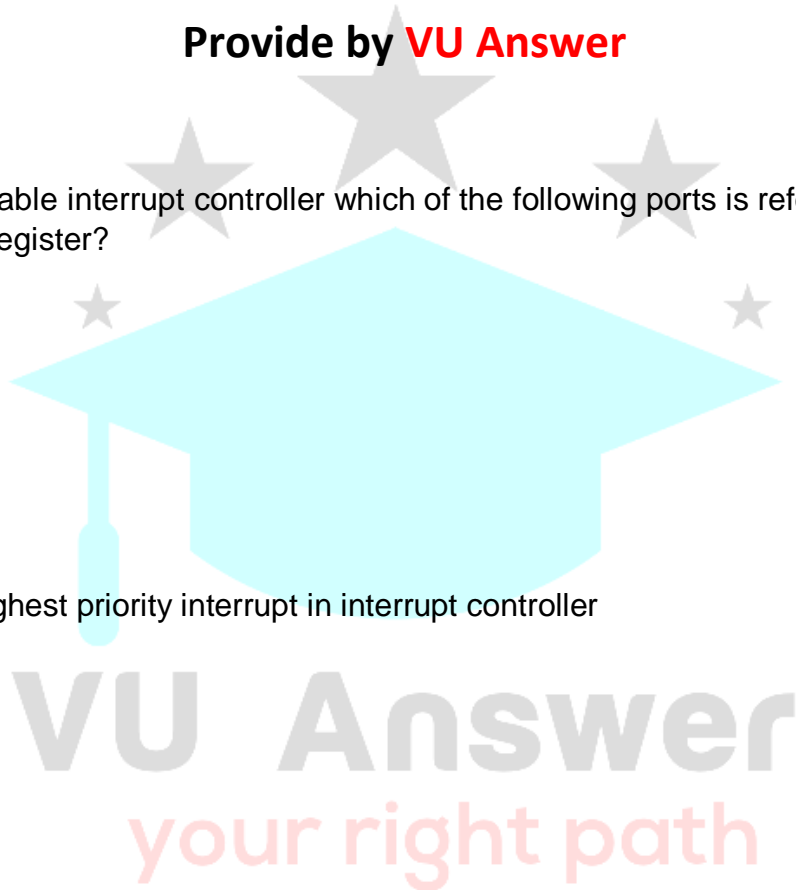 Provide by VU Answer
able interrupt controller which of the following ports is ref
egister?
ghest priority interrupt in interrupt controller
VU Answer
your right path